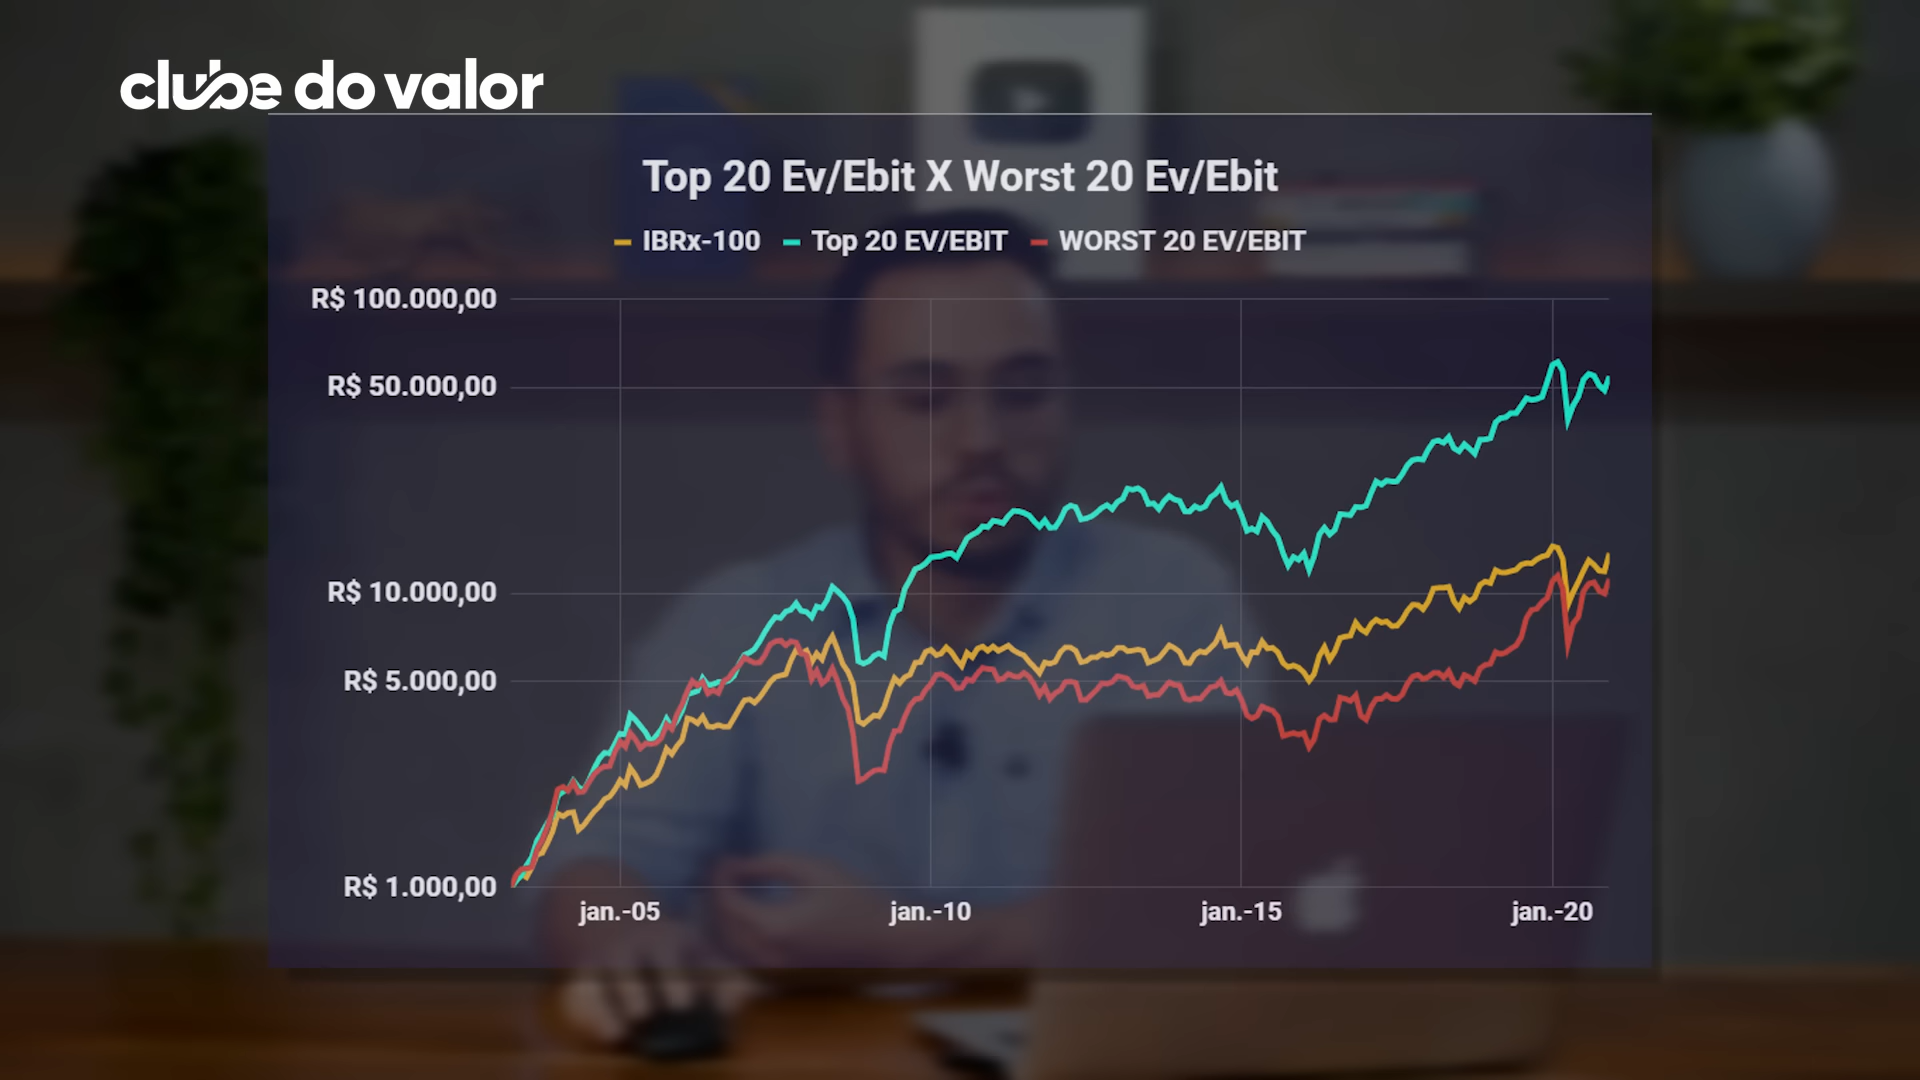 clube do valor
Top 20 Ev/Ebit X Worst 20 Ev/Ebit
IBRx-100 Top 20 EV/EBIT WORST 20 EV/EBIT
R$ 100.000,00
R$ 50.000,00
R$ 10.000,00
R$ 5.000,00
R$ 1.000,00
jan.-05 jan.-10 jan.-15 jan.-20